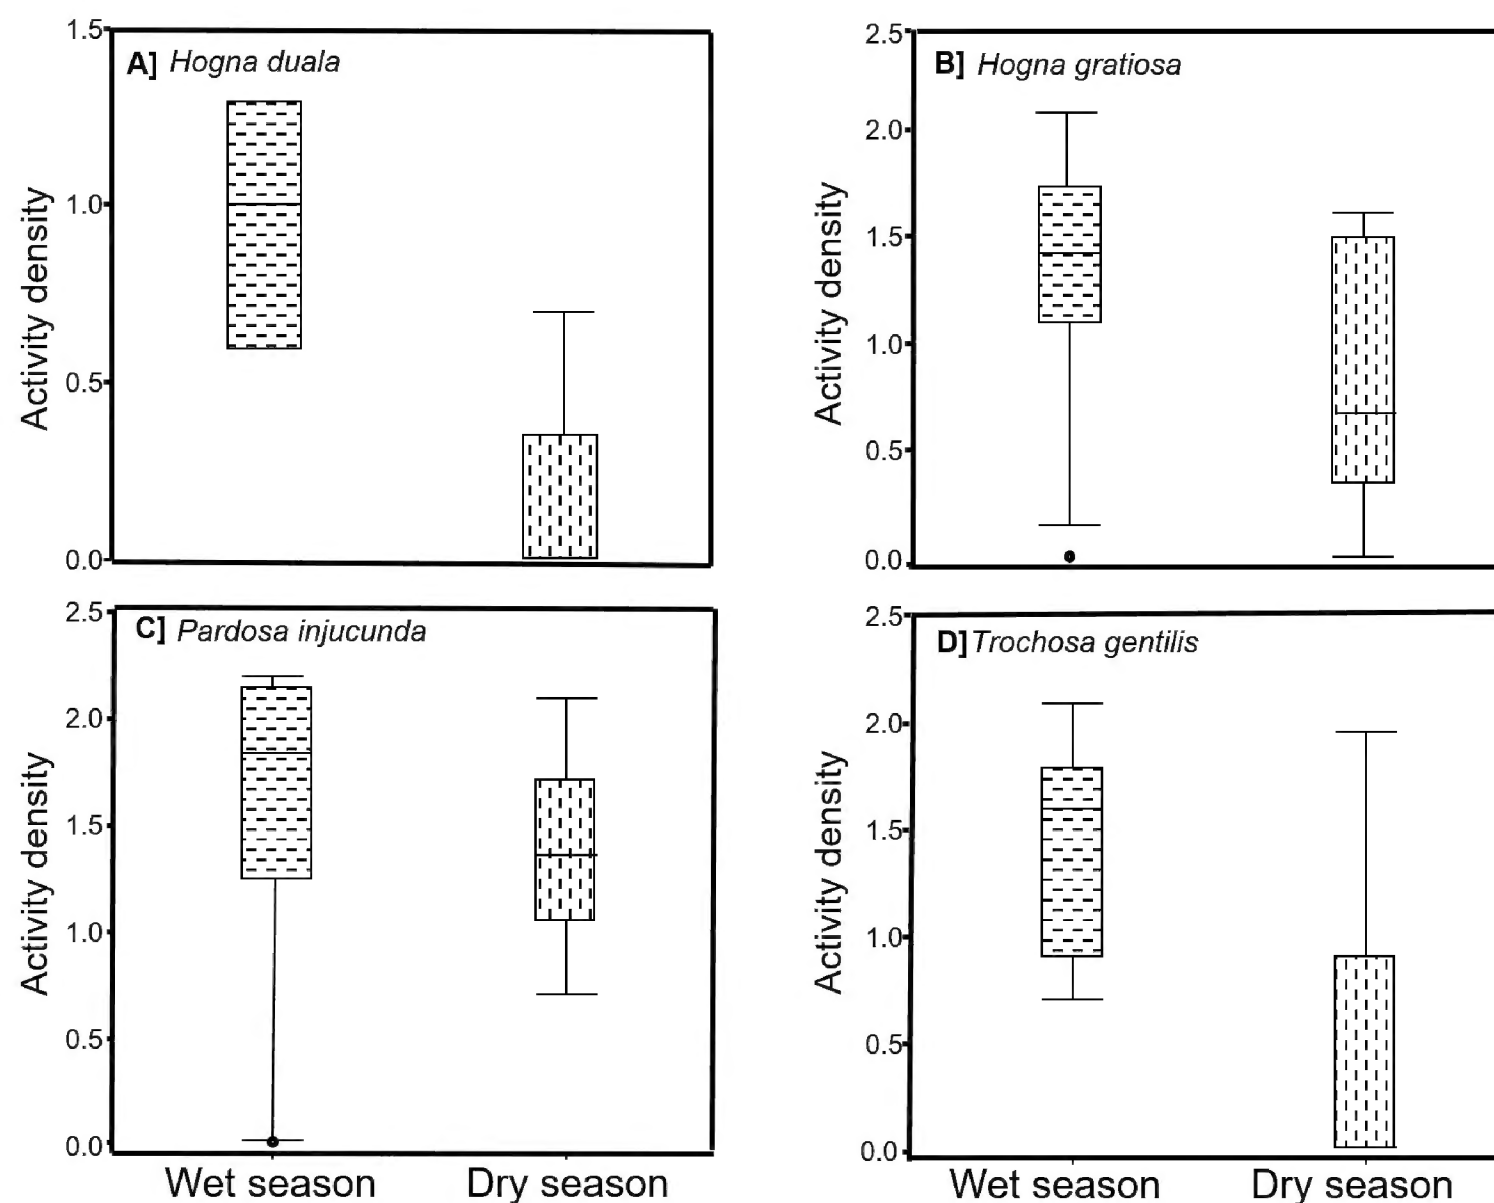 A] Hogna duala
1.5
1.0
0.5
0.0
Activity density
B] Hogna gratiosa
2.5
2.0
1.5
1.0
0.5
0.0
Activity density
C] Pardosa injucunda
2.5
2.0
1.5
1.0
0.5
0.0
Activity density
Wet season Dry season
D] Trochosa gentilis
2.5
2.0
1.5
1.0
0.5
0.0
Activity density
Wet season Dry season